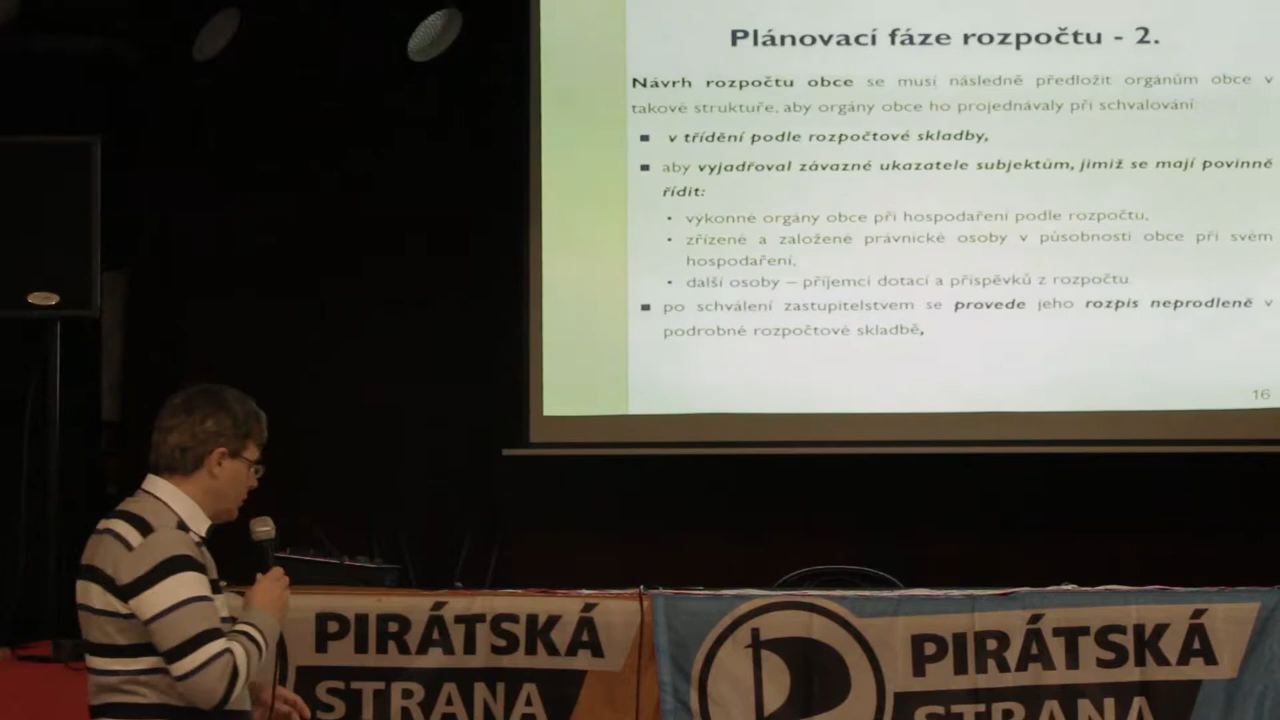 Plánovací fáze rozpočtu - 2.
Návrh rozpočtu obce se musí následně předložit orgánům obce v
takové struktuře, aby orgány obce ho projednávaly při schvalování
v třídění podle rozpočtové skladby,
aby vyjadřoval závazné ukazatele subjektům, jimiž se mají povinně
řídit:
výkonné orgány obce při hospodaření podle rozpočtu,
zřízené a založené právnické osoby v působnosti obce při svém
hospodaření,
další osoby – příjemci dotací a příspěvků z rozpočtu
po schválení zastupitelstvem se provede jeho rozpis neprodleně v
podrobné rozpočtové skladbě,
16
PIRÁTSKÁ
STRANA
PIRÁTSKÁ
STRANA